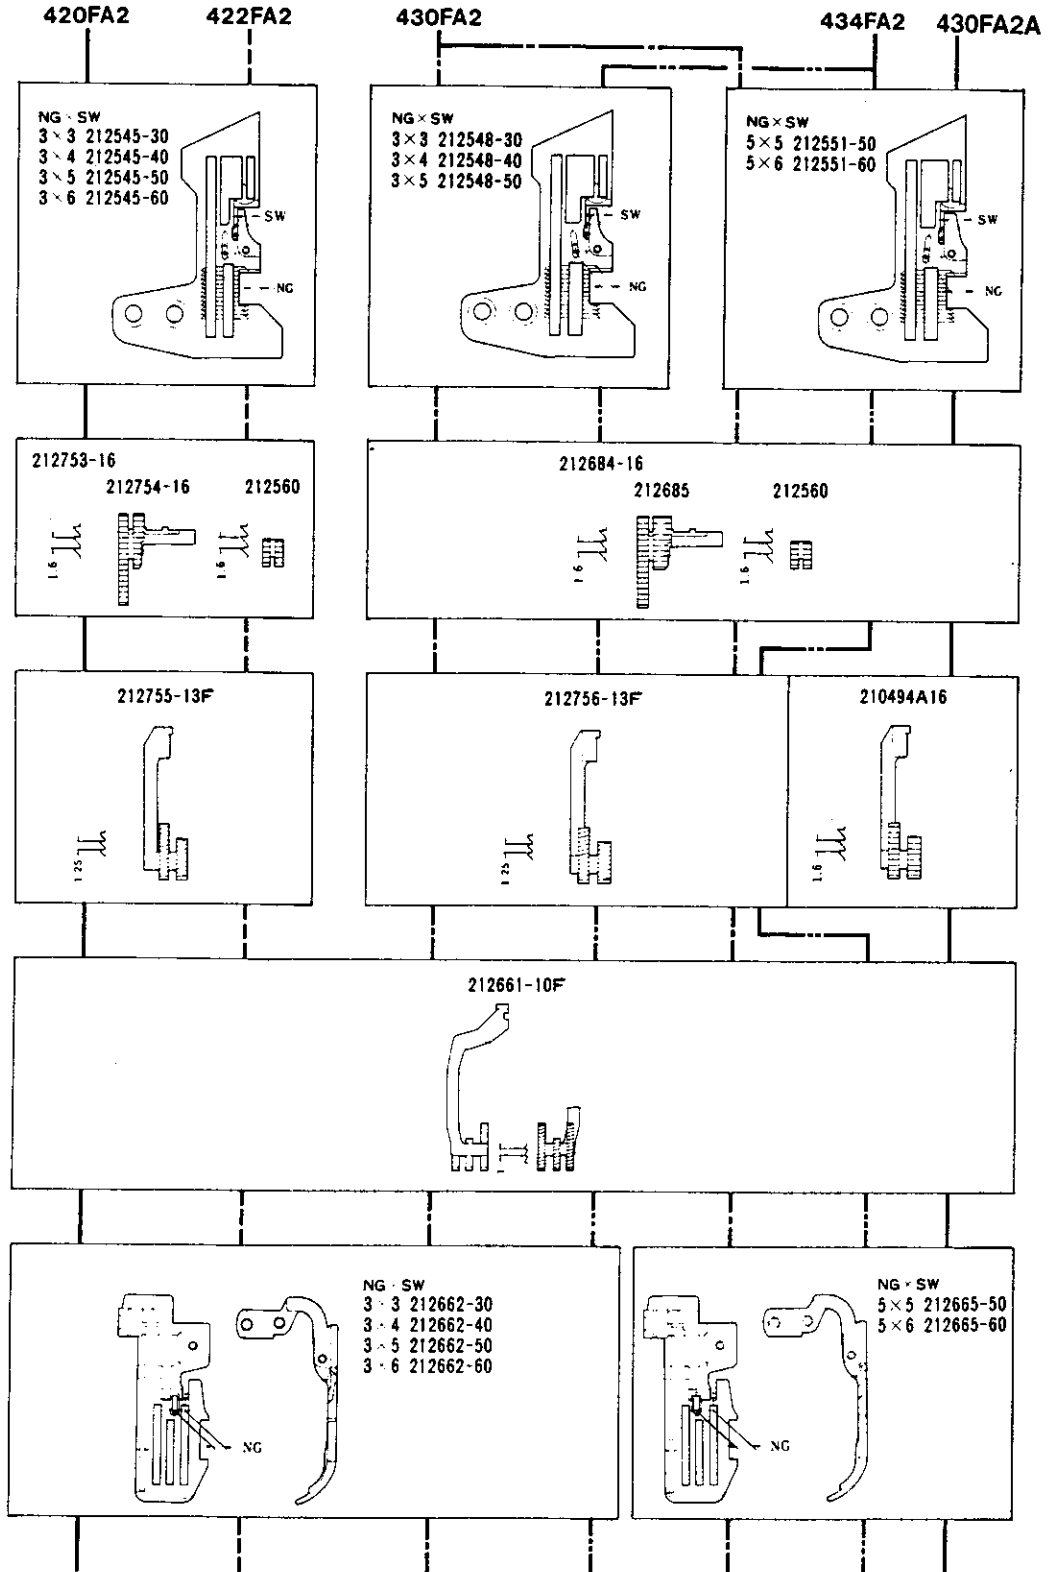 420FA2 422FA2 430FA2 434FA2 430FA2A
NG × SW
3 × 3 212545-30
3 × 4 212545-40
3 × 5 212545-50
3 × 6 212545-60
SW
NG
NG × SW
3 × 3 212548-30
3 × 4 212548-40
3 × 5 212548-50
SW
NG
NG × SW
5 × 5 212551-50
5 × 6 212551-60
SW
NG
212753-16
212754-16 212560
1.6 1.6
212684-16
212685 212560
1.6 1.6
212755-13F
1.25
212756-13F
1.25
210494A16
1.6
212661-10F
1
NG · SW
3 · 3 212662-30
3 · 4 212662-40
3 · 5 212662-50
3 · 6 212662-60
NG
NG × SW
5 × 5 212665-50
5 × 6 212665-60
NG